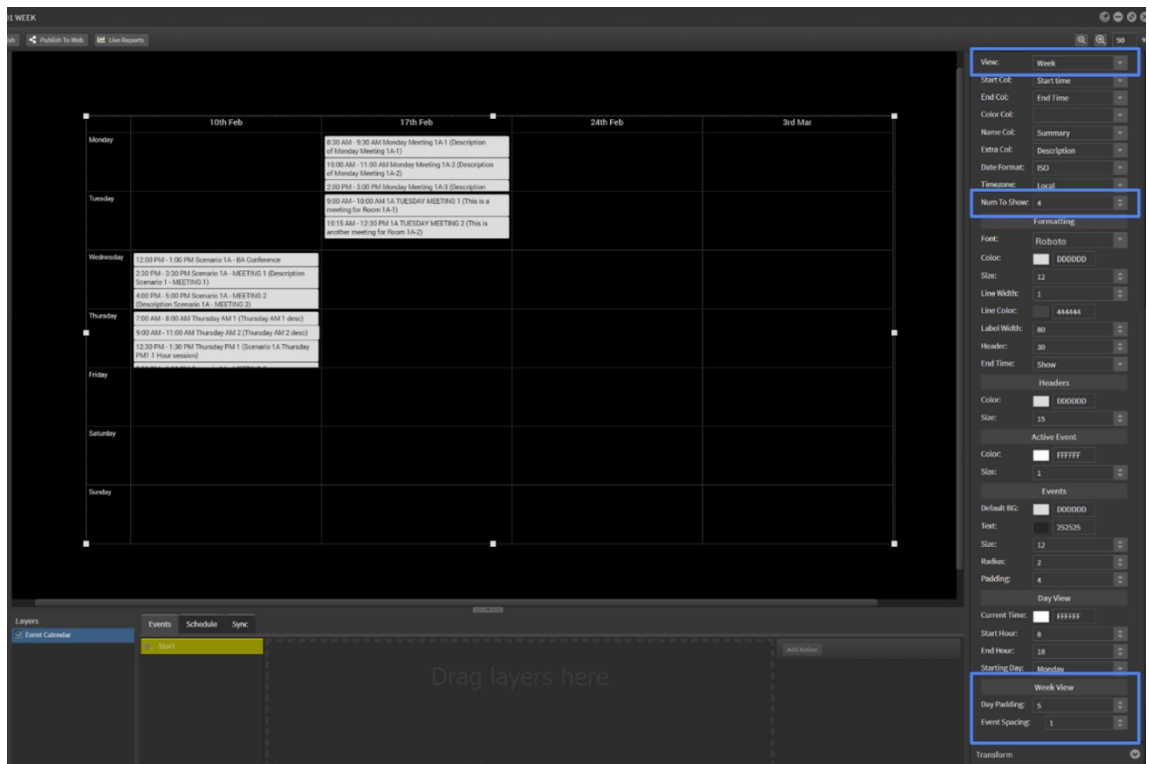 01 WEEK
Publish To Web
Live Reports
50
View: Week
Start Col: Start time
End Col: End Time
Color Col:
Name Col: Summary
Extra Col: Description
Date Format: ISO
Timezone: Local
Num To Show: 4
Formatting
Font: Roboto
Color: DDDDDD
Size: 12
Line Width: 1
Line Color: 444444
Label Width: 80
Header: 30
End Time: Show
Headers
Color: DDDDDD
Size: 15
Active Event
Color: FFFFFF
Size: 1
Events
Default BG: DDDDDD
Text: 252525
Size: 12
Radius: 2
Padding: 4
Day View
Current Time: FFFFFF
Start Hour: 8
End Hour: 18
Starting Day: Monday
Week View
Day Padding: 5
Event Spacing: 1
Transform
10th Feb 17th Feb 24th Feb 3rd Mar
Monday
8:30 AM - 9:30 AM Monday Meeting 1A-1 (Description
of Monday Meeting 1A-1)
10:00 AM - 11:00 AM Monday Meeting 1A-2 (Description
of Monday Meeting 1A-2)
2:00 PM - 3:00 PM Monday Meeting 1A-3 (Description
Tuesday
9:00 AM - 10:00 AM 1A TUESDAY MEETING 1 (This is a
meeting for Room 1A-1)
10:15 AM - 12:30 PM 1A TUESDAY MEETING 2 (This is
another meeting for Room 1A-2)
Wednesday
12:00 PM - 1:00 PM Scenario 1A - BA Conference
2:30 PM - 3:30 PM Scenario 1A - MEETING 1 (Description
Scenario 1 - MEETING 1)
4:00 PM - 5:00 PM Scenario 1A - MEETING 2
(Description Scenario 1A - MEETING 2)
Thursday
7:00 AM - 8:00 AM Thursday AM 1 (Thursday AM 1 desc)
9:00 AM - 11:00 AM Thursday AM 2 (Thursday AM 2 desc)
12:30 PM - 1:30 PM Thursday PM 1 (Scenario 1A Thursday
PM1 1 Hour session)
Friday
Saturday
Sunday
Layers
Event Calendar
Events Schedule Sync
Start
Drag layers here
Add Action